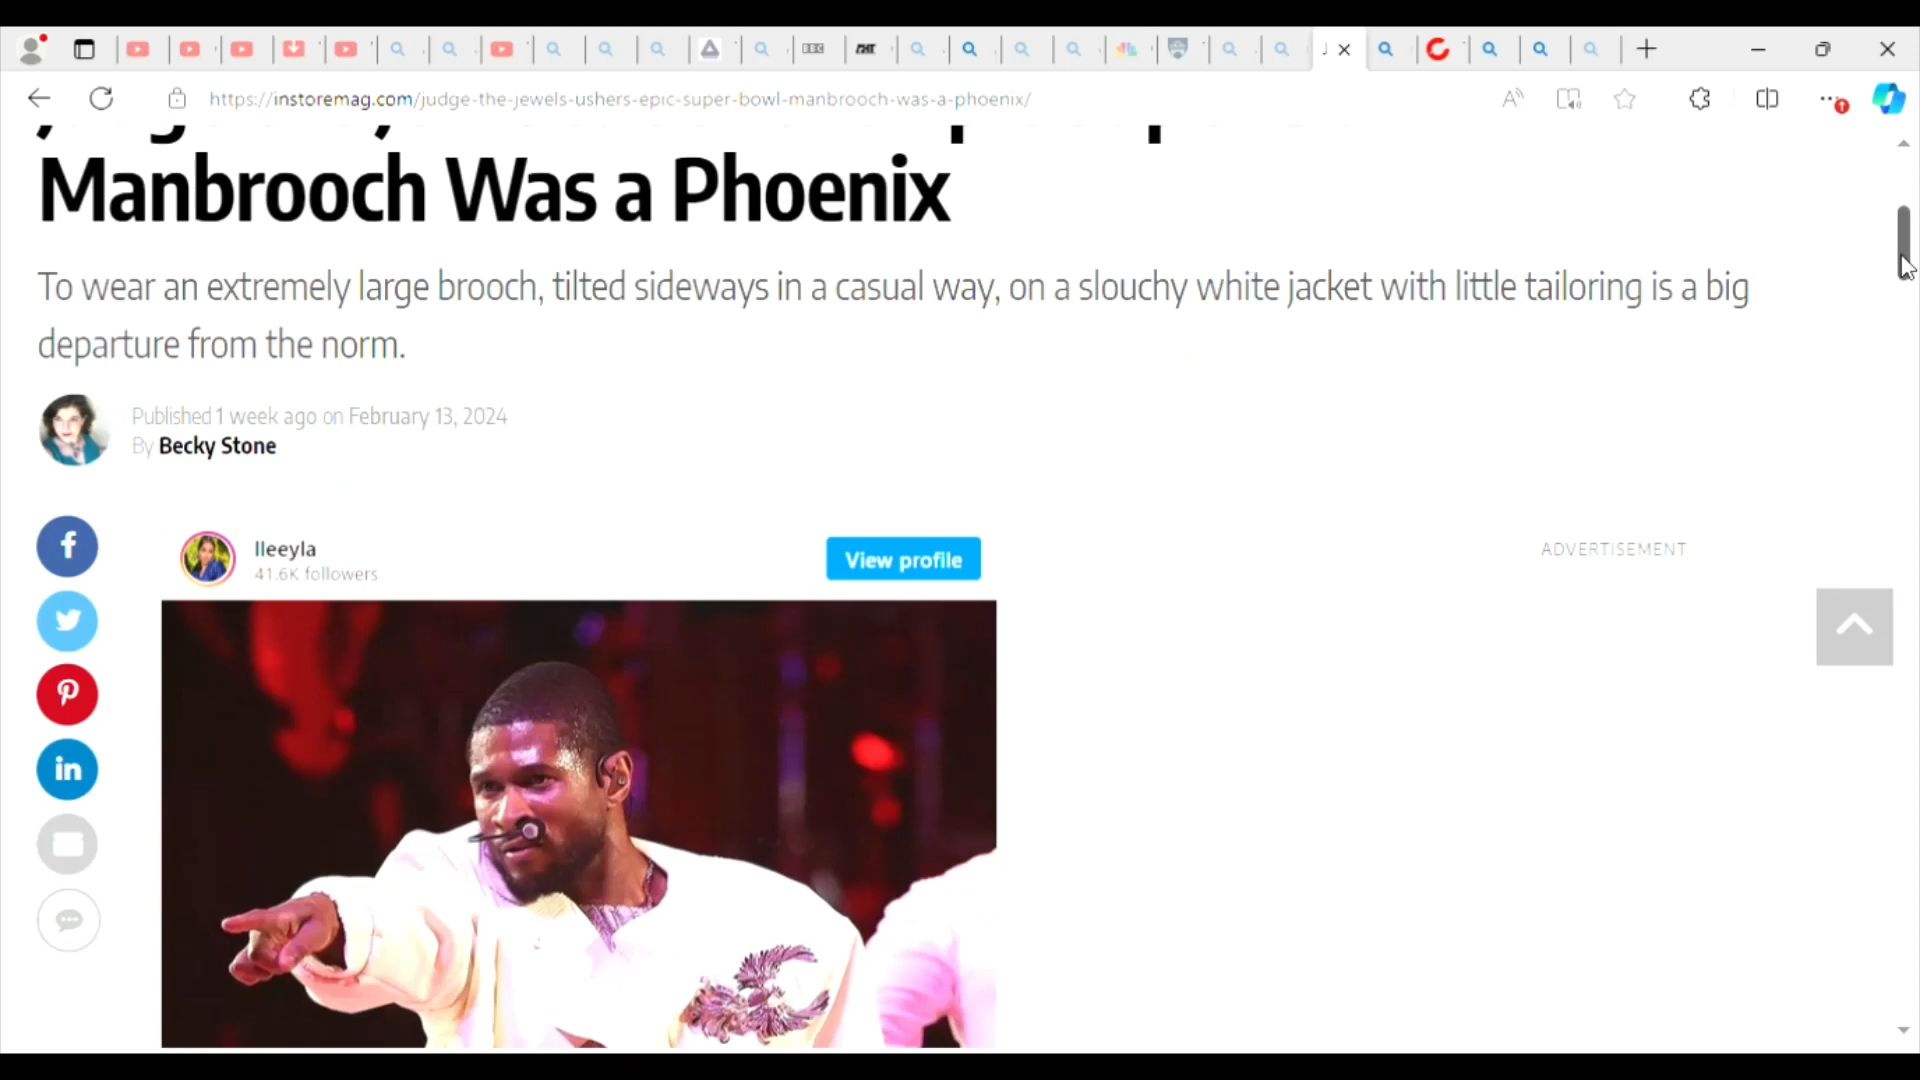 https://instoremag.com/judge-the-jewels-ushers-epic-super-bowl-manbrooch-was-a-phoenix/
Manbrooch Was a Phoenix
To wear an extremely large brooch, tilted sideways in a casual way, on a slouchy white jacket with little tailoring is a big
departure from the norm.
Published 1 week ago on February 13, 2024
By Becky Stone
lleeyla
41.6K followers
View profile
ADVERTISEMENT